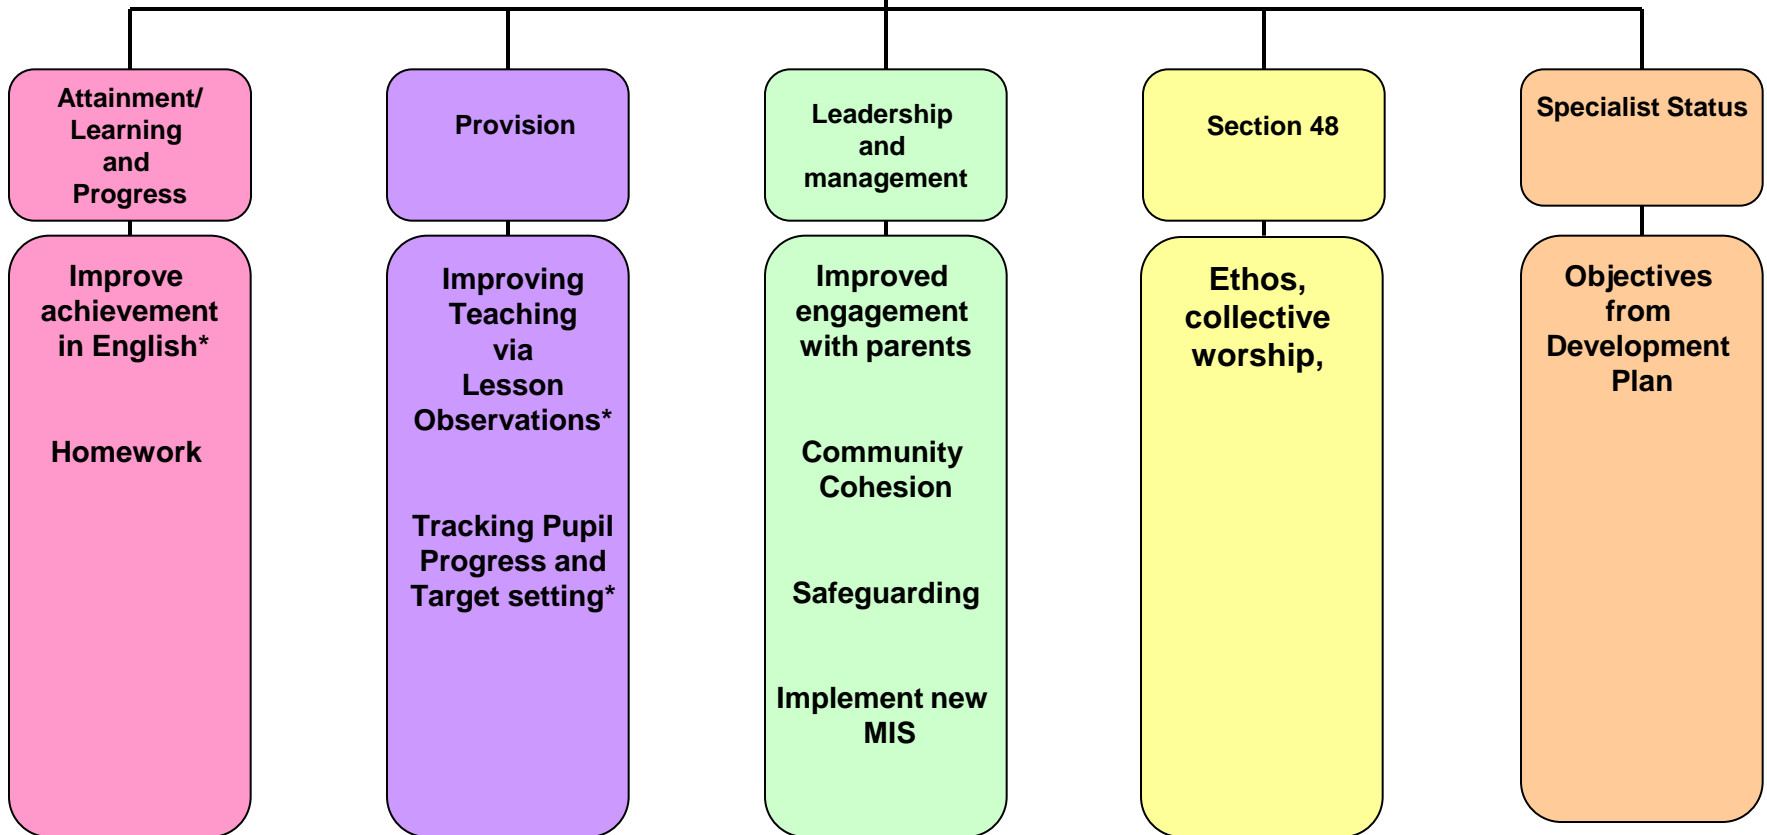 Attainment/
Learning
and
Progress
Provision
Leadership
and
management
Section 48
Specialist Status
Improve
achievement
in English*
Homework
Improving
Teaching
via
Lesson
Observations*
Tracking Pupil
Progress and
Target setting*
Improved
engagement
with parents
Community
Cohesion
Safeguarding
Implement new
MIS
Ethos,
collective
worship,
Objectives
from
Development
Plan